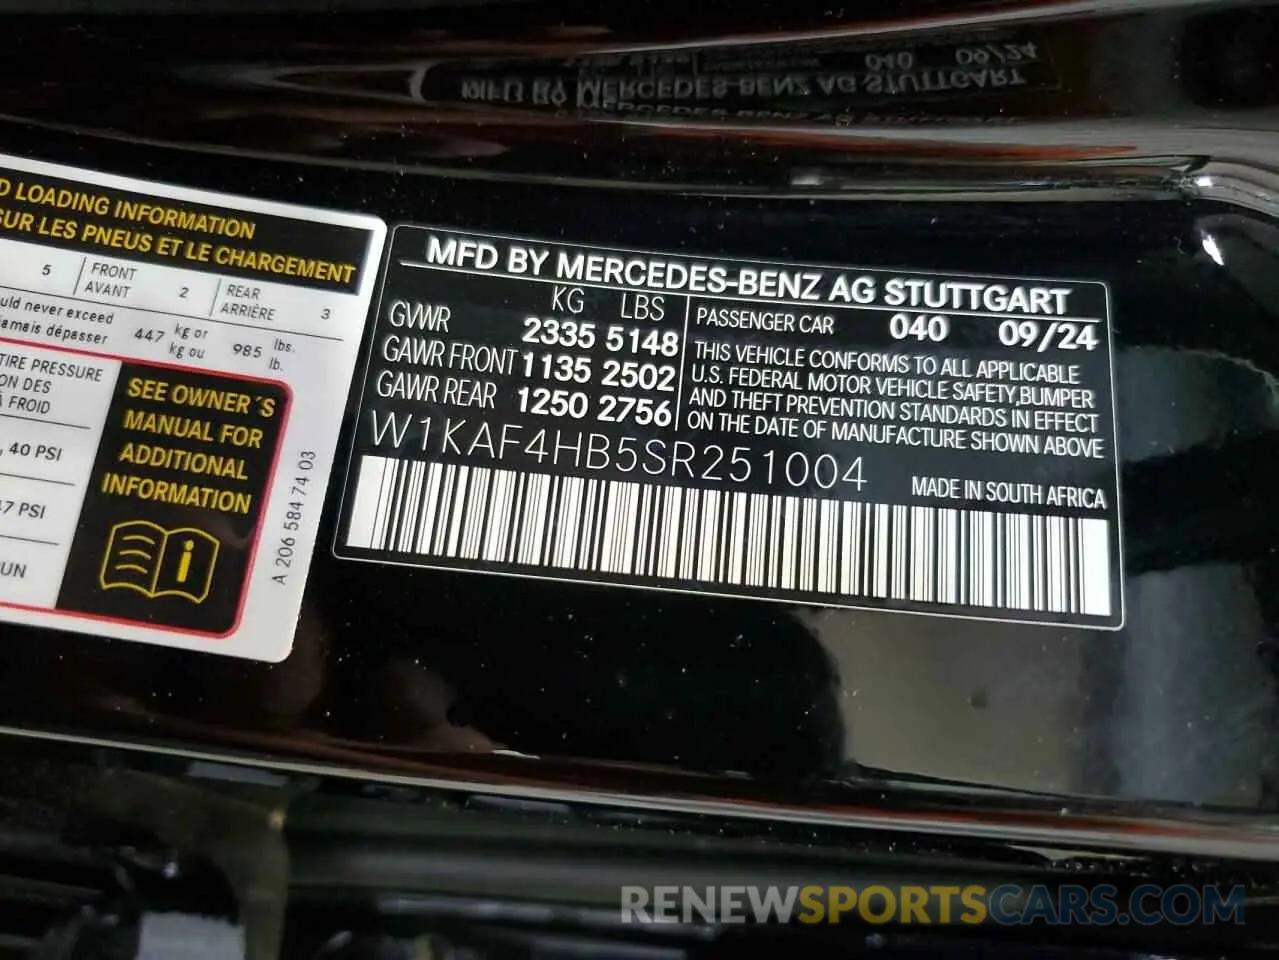 D LOADING INFORMATION
SUR LES PNEUS ET LE CHARGEMENT
5 FRONT AVANT 2 REAR ARRIÈRE 3
uld never exceed
jamais dépasser 447 kg or kg ou 985 lbs. lb.
TIRE PRESSURE
ON DES
À FROID
, 40 PSI
47 PSI
UN
SEE OWNER´S
MANUAL FOR
ADDITIONAL
INFORMATION
A 206 584 74 03
MFD BY MERCEDES-BENZ AG STUTTGART
KG LBS
GVWR 2335 5148
GAWR FRONT 1135 2502
GAWR REAR 1250 2756
PASSENGER CAR 040 09/24
THIS VEHICLE CONFORMS TO ALL APPLICABLE
U.S. FEDERAL MOTOR VEHICLE SAFETY,BUMPER
AND THEFT PREVENTION STANDARDS IN EFFECT
ON THE DATE OF MANUFACTURE SHOWN ABOVE
W1KAF4HB5SR251004
MADE IN SOUTH AFRICA
RENEWSPORTSCARS.COM